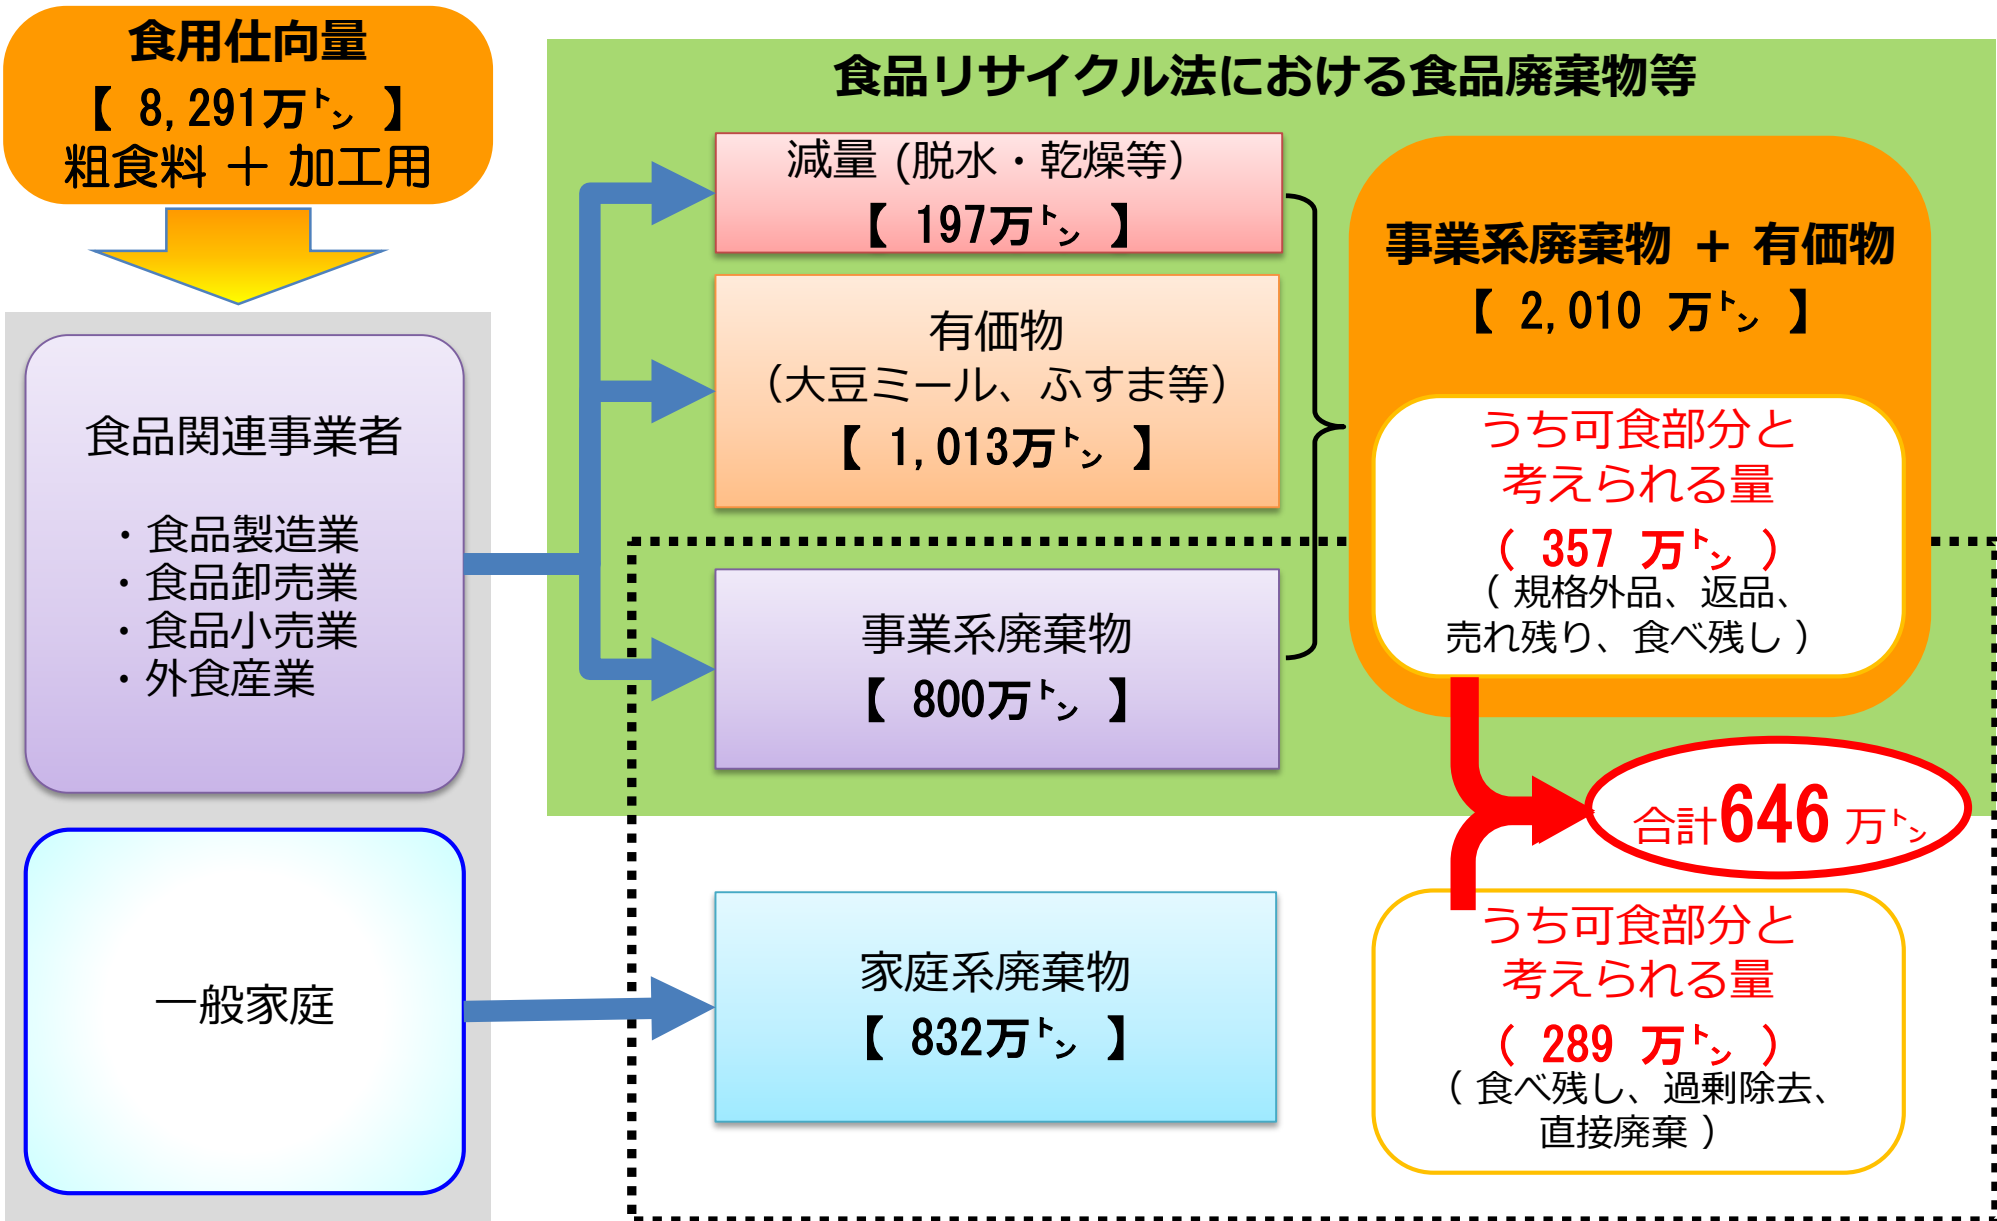 食用仕向量
【 8,291万㌧ 】
粗食料 ＋ 加工用
食品関連事業者
・食品製造業
・食品卸売業
・食品小売業
・外食産業
一般家庭
食品リサイクル法における食品廃棄物等
減量 (脱水・乾燥等）
【 197万㌧ 】
有価物
（大豆ミール、ふすま等）
【 1,013万㌧ 】
事業系廃棄物
【 800万㌧ 】
家庭系廃棄物
【 832万㌧ 】
事業系廃棄物 + 有価物
【 2,010 万㌧ 】
うち可食部分と
考えられる量
（ 357 万㌧ ）
（ 規格外品、返品、
売れ残り、食べ残し ）
合計646 万㌧
うち可食部分と
考えられる量
（ 289 万㌧ ）
（ 食べ残し、過剰除去、
直接廃棄 ）